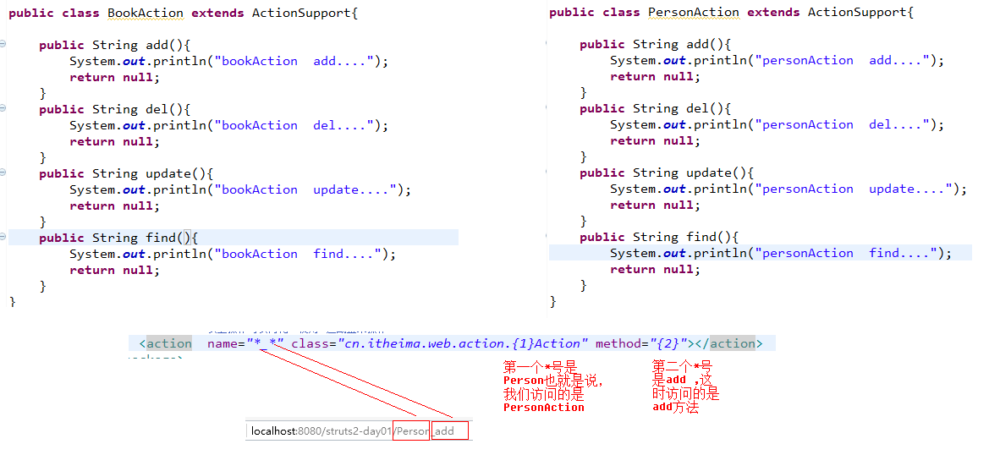 public class BookAction extends ActionSupport{
public String add(){
System.out.println("bookAction  add....");
return null;
}
public String del(){
System.out.println("bookAction  del....");
return null;
}
public String update(){
System.out.println("bookAction  update....");
return null;
}
public String find(){
System.out.println("bookAction  find....");
return null;
}
}
public class PersonAction extends ActionSupport{
public String add(){
System.out.println("personAction  add....");
return null;
}
public String del(){
System.out.println("personAction  del....");
return null;
}
public String update(){
System.out.println("personAction  update....");
return null;
}
public String find(){
System.out.println("personAction  find....");
return null;
}
}
<action  name="*_*" class="cn.itheima.web.action.{1}Action" method="{2}"></action>
第一个*号是
Person也就是说，
我们访问的是
PersonAction
第二个*号
是add ,这
时访问的是
add方法
localhost:8080/struts2-day01/Person_add